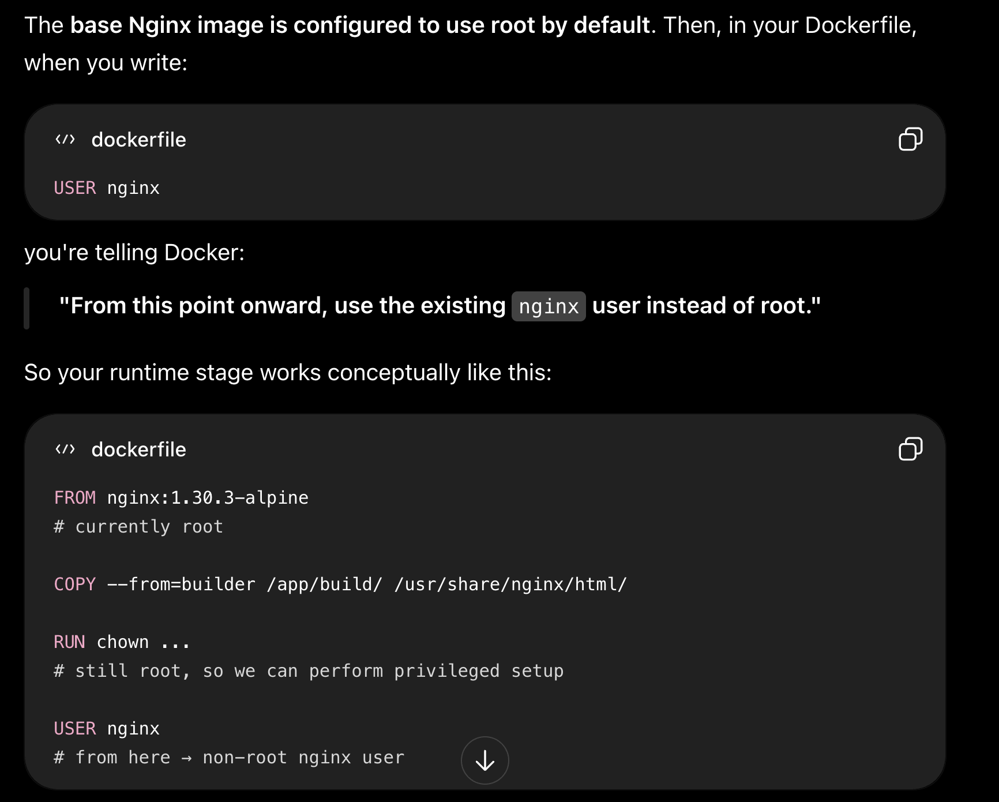 The base Nginx image is configured to use root by default. Then, in your Dockerfile,
when you write:
dockerfile
USER nginx
you're telling Docker:
"From this point onward, use the existing nginx user instead of root."
So your runtime stage works conceptually like this:
dockerfile
FROM nginx:1.30.3-alpine
# currently root
COPY --from=builder /app/build/ /usr/share/nginx/html/
RUN chown ...
# still root, so we can perform privileged setup
USER nginx
# from here → non-root nginx user